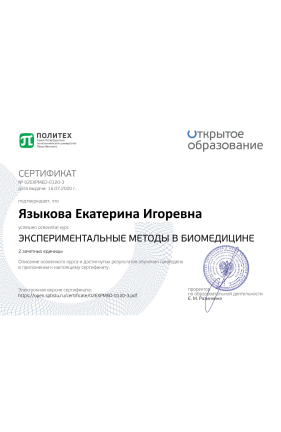 ПОЛИТЕХ
Санкт-Петербургский
политехнический университет
Петра Великого
Открытое
образование
СЕРТИФИКАТ
№ 02EXPMED-0120-3
Дата выдачи 16.07.2020 г.
подтверждает, что
Языкова Екатерина Игоревна
успешно освоил(а) курс
ЭКСПЕРИМЕНТАЛЬНЫЕ МЕТОДЫ В БИОМЕДИЦИНЕ
2 зачетные единицы
Описание освоенного курса и достигнутых результатов обучения приведено
в приложении к настоящему сертификату.
Электронная версия сертификата:
https://open.spbstu.ru/certificate/02EXPMED-0120-3.pdf
проректор
по образовательной деятельности
Е. М. Разинкина